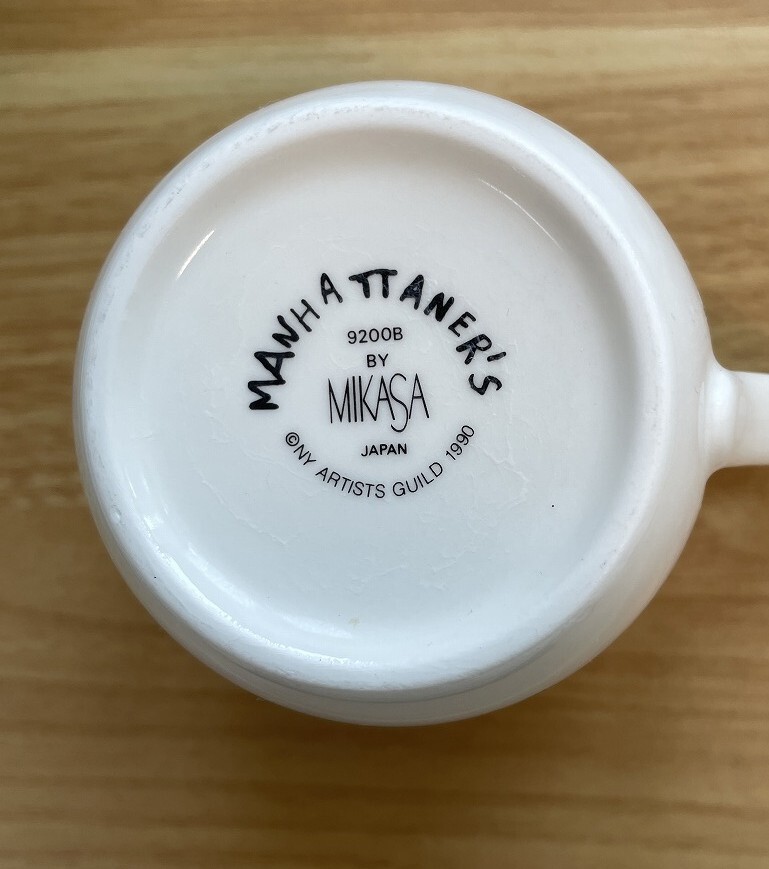 MANHATTANER'S
9200B
BY
MIKASA
JAPAN
©NY ARTISTS GUILD 1990